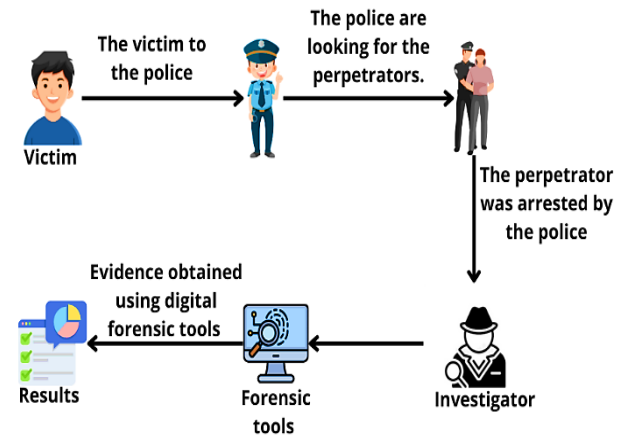 The victim to
the police
The police are
looking for the
perpetrators.
Victim
The perpetrator
was arrested by
the police
Evidence obtained
using digital
forensic tools
Results
Forensic
tools
Investigator